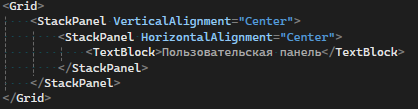 <Grid>
<StackPanel VerticalAlignment="Center">
<StackPanel HorizontalAlignment="Center">
<TextBlock>Пользовательская панель</TextBlock>
</StackPanel>
</StackPanel>
</Grid>